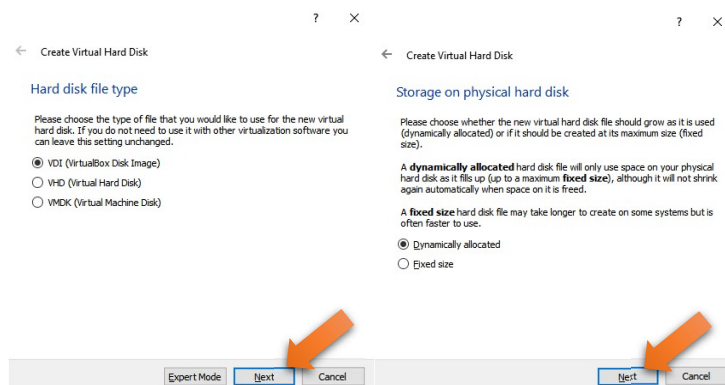 ?
×
← Create Virtual Hard Disk
Hard disk file type
Please choose the type of file that you would like to use for the new virtual
hard disk. If you do not need to use it with other virtualization software you
can leave this setting unchanged.
VDI (VirtualBox Disk Image)
VHD (Virtual Hard Disk)
VMDK (Virtual Machine Disk)
Expert Mode
Next
Cancel
?
×
← Create Virtual Hard Disk
Storage on physical hard disk
Please choose whether the new virtual hard disk file should grow as it is used
(dynamically allocated) or if it should be created at its maximum size (fixed
size).
A dynamically allocated hard disk file will only use space on your physical
hard disk as it fills up (up to a maximum fixed size), although it will not shrink
again automatically when space on it is freed.
A fixed size hard disk file may take longer to create on some systems but is
often faster to use.
Dynamically allocated
Fixed size
Next
Cancel